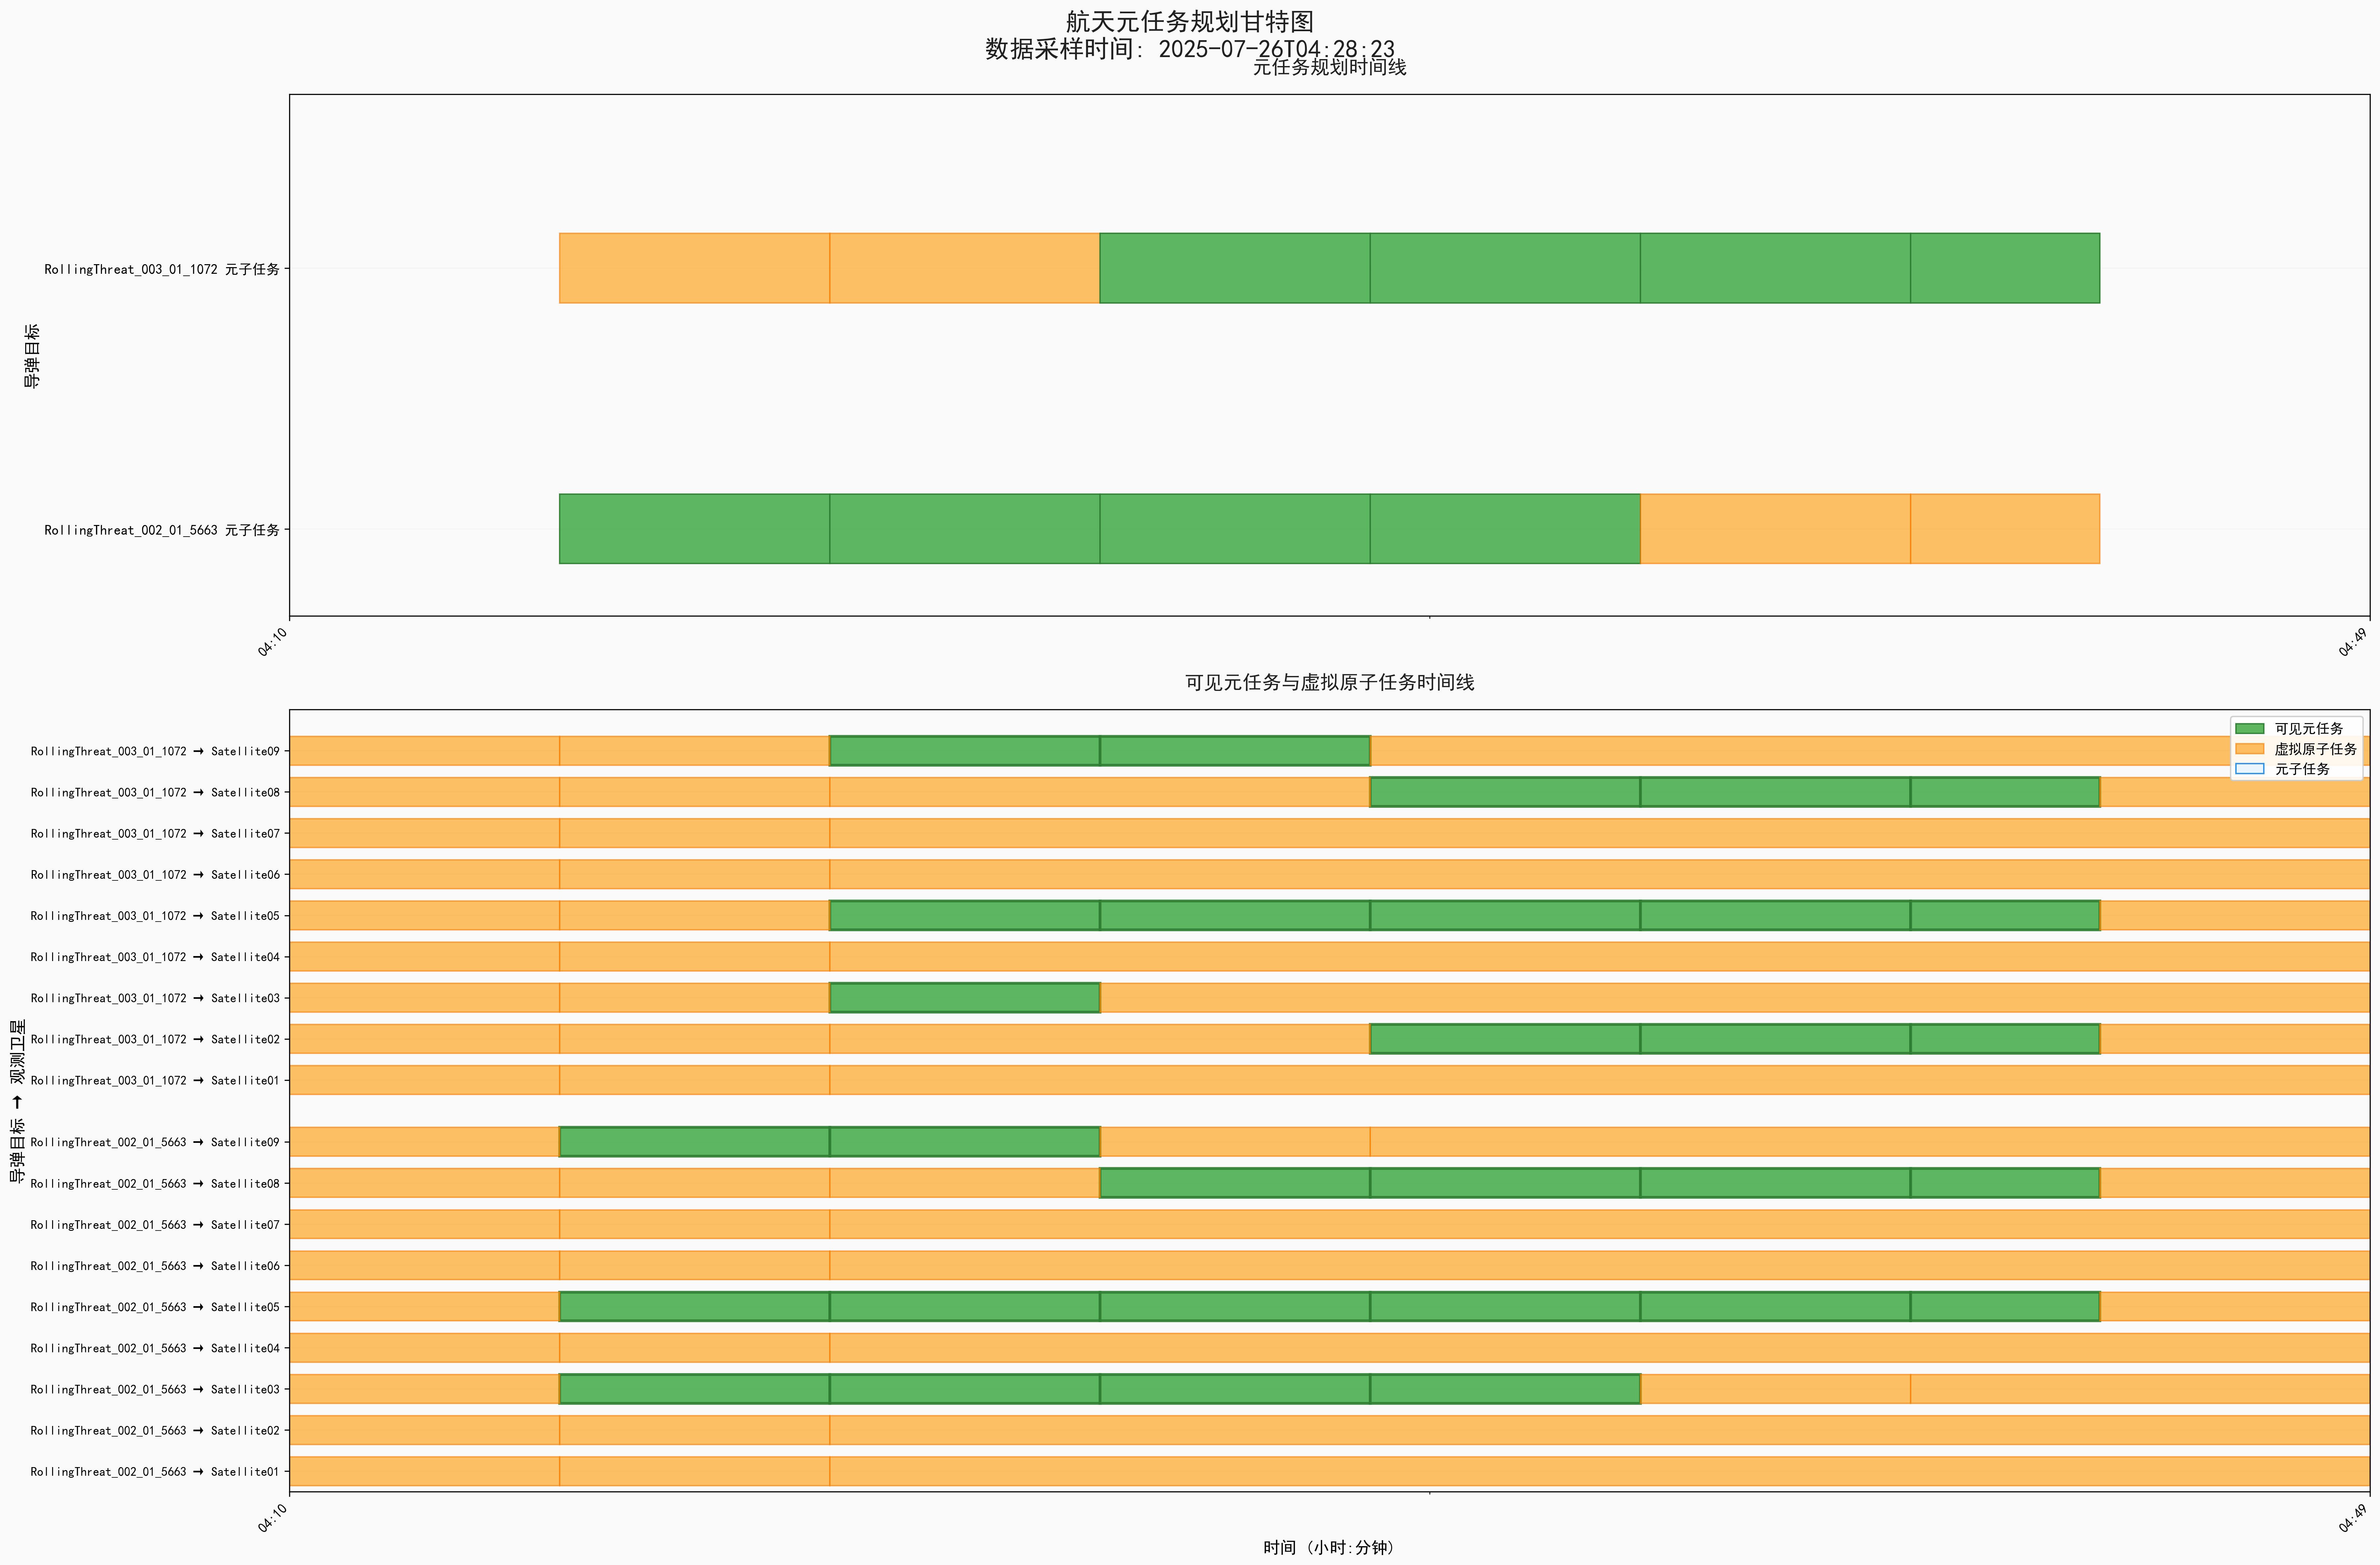 航天元任务规划甘特图
数据采样时间: 2025-07-26T04:28:23
元任务规划时间线
导弹目标
RollingThreat_003_01_1072 元子任务
RollingThreat_002_01_5663 元子任务
04:10
04:49
可见元任务与虚拟原子任务时间线
可见元任务
虚拟原子任务
元子任务
导弹目标 → 观测卫星
RollingThreat_003_01_1072 → Satellite09
RollingThreat_003_01_1072 → Satellite08
RollingThreat_003_01_1072 → Satellite07
RollingThreat_003_01_1072 → Satellite06
RollingThreat_003_01_1072 → Satellite05
RollingThreat_003_01_1072 → Satellite04
RollingThreat_003_01_1072 → Satellite03
RollingThreat_003_01_1072 → Satellite02
RollingThreat_003_01_1072 → Satellite01
RollingThreat_002_01_5663 → Satellite09
RollingThreat_002_01_5663 → Satellite08
RollingThreat_002_01_5663 → Satellite07
RollingThreat_002_01_5663 → Satellite06
RollingThreat_002_01_5663 → Satellite05
RollingThreat_002_01_5663 → Satellite04
RollingThreat_002_01_5663 → Satellite03
RollingThreat_002_01_5663 → Satellite02
RollingThreat_002_01_5663 → Satellite01
04:10
04:49
时间 (小时:分钟)